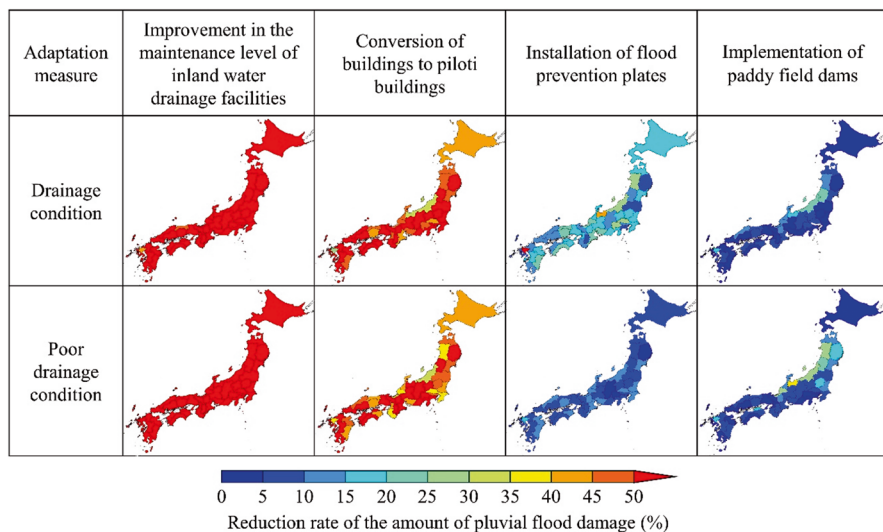 Adaptation
measure
Improvement in the
maintenance level of
inland water
drainage facilities
Conversion of
buildings to piloti
buildings
Installation of flood
prevention plates
Implementation of
paddy field dams
Drainage
condition
Poor
drainage
condition
0 5 10 15 20 25 30 35 40 45 50
Reduction rate of the amount of pluvial flood damage (%)